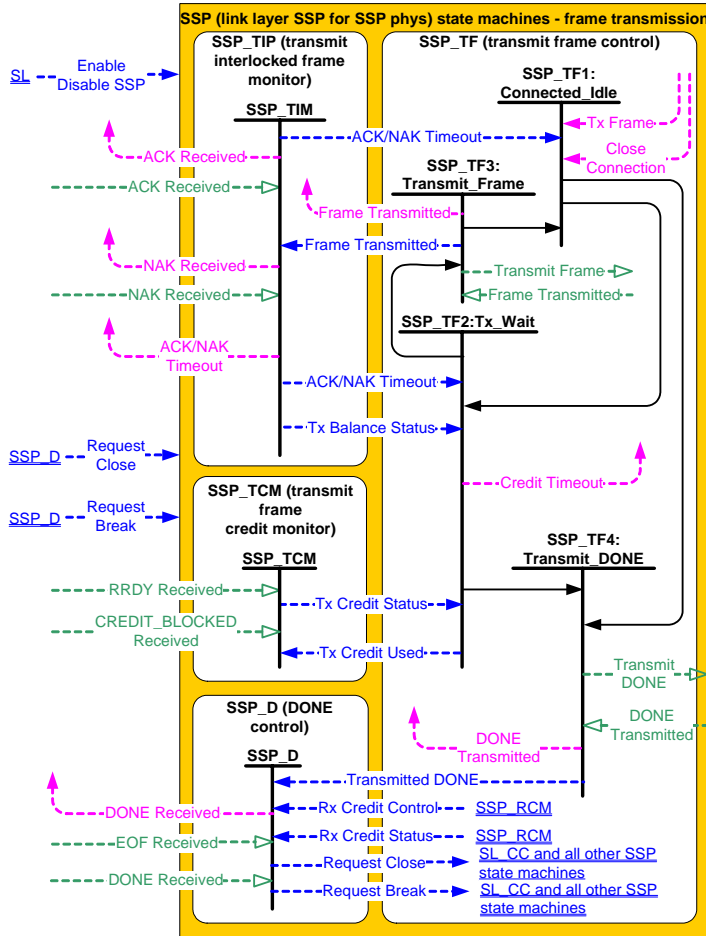 SSP (link layer SSP for SSP phys) state machines - frame transmission
SSP_TIP (transmit
interlocked frame
monitor)
SSP_TF (transmit frame control)
SL
Enable
Disable SSP
SSP_TIM
SSP_TF1:
Connected_Idle
Tx Frame
ACK/NAK Timeout
Close
Connection
ACK Received
SSP_TF3:
Transmit_Frame
ACK Received
Frame Transmitted
Frame Transmitted
NAK Received
Transmit Frame
NAK Received
Frame Transmitted
SSP_TF2:Tx_Wait
ACK/NAK
Timeout
ACK/NAK Timeout
Tx Balance Status
SSP_D
Request
Close
Credit Timeout
SSP_D
Request
Break
SSP_TCM (transmit
frame
credit monitor)
SSP_TF4:
Transmit_DONE
SSP_TCM
RRDY Received
Tx Credit Status
CREDIT_BLOCKED
Received
Tx Credit Used
Transmit
DONE
SSP_D (DONE
control)
DONE
Transmitted
SSP_D
DONE
Transmitted
Transmitted DONE
DONE Received
Rx Credit Control
SSP_RCM
EOF Received
Rx Credit Status
SSP_RCM
Request Close
SL_CC and all other SSP
state machines
DONE Received
Request Break
SL_CC and all other SSP
state machines